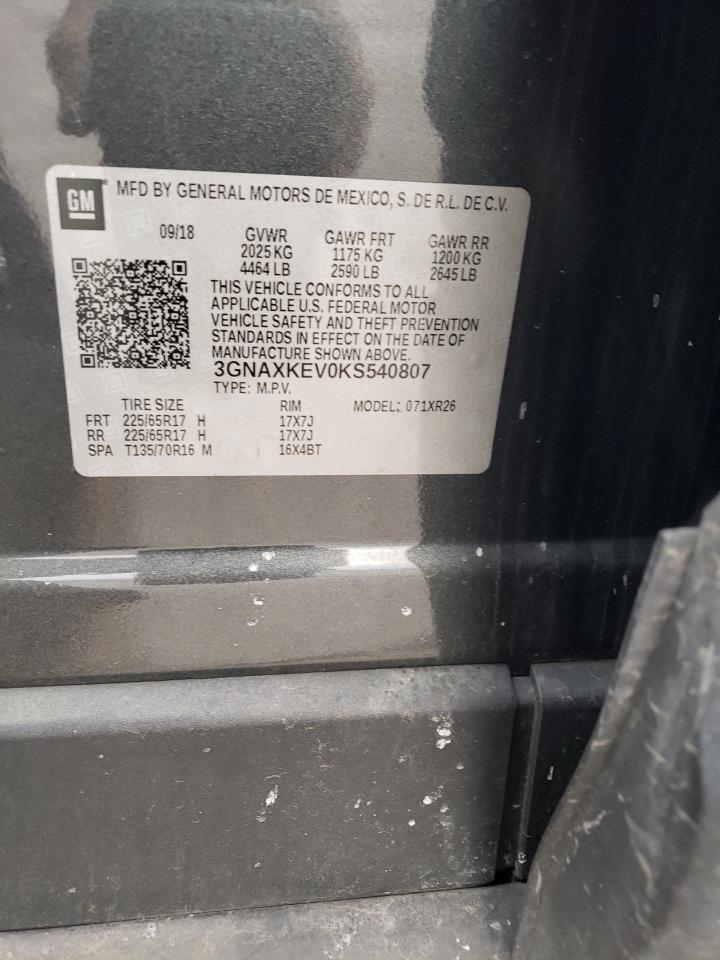 GM MFD BY GENERAL MOTORS DE MEXICO, S. DE R.L. DE C.V.
09/18 GVWR GAWR FRT GAWR RR
2025 KG 1175 KG 1200 KG
4464 LB 2590 LB 2645 LB
THIS VEHICLE CONFORMS TO ALL
APPLICABLE U.S. FEDERAL MOTOR
VEHICLE SAFETY AND THEFT PREVENTION
STANDARDS IN EFFECT ON THE DATE OF
MANUFACTURE SHOWN ABOVE.
3GNAXKEV0KS540807
TYPE: M.P.V.
TIRE SIZE RIM MODEL: 071XR26
FRT 225/65R17 H 17X7J
RR 225/65R17 H 17X7J
SPA T135/70R16 M 16X4BT